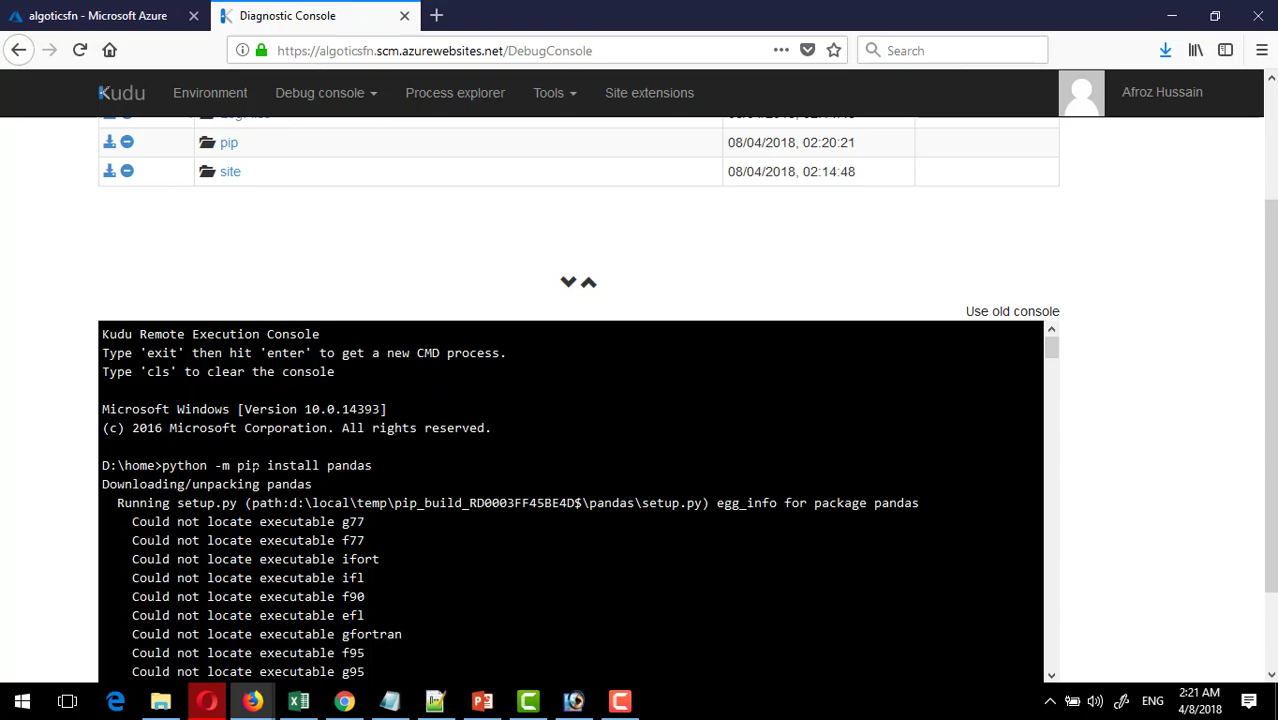 algoticsfn - Microsoft Azure
Diagnostic Console
https://algoticsfn.scm.azurewebsites.net/DebugConsole
Search
Kudu
Environment
Debug console
Process explorer
Tools
Site extensions
Afroz Hussain
pip
08/04/2018, 02:20:21
site
08/04/2018, 02:14:48
Use old console
Kudu Remote Execution Console
Type 'exit' then hit 'enter' to get a new CMD process.
Type 'cls' to clear the console
Microsoft Windows [Version 10.0.14393]
(c) 2016 Microsoft Corporation. All rights reserved.
D:\home>python -m pip install pandas
Downloading/unpacking pandas
Running setup.py (path:d:\local\temp\pip_build_RD0003FF45BE4D$\pandas\setup.py) egg_info for package pandas
Could not locate executable g77
Could not locate executable f77
Could not locate executable ifort
Could not locate executable ifl
Could not locate executable f90
Could not locate executable efl
Could not locate executable gfortran
Could not locate executable f95
Could not locate executable g95
ENG
2:21 AM
4/8/2018